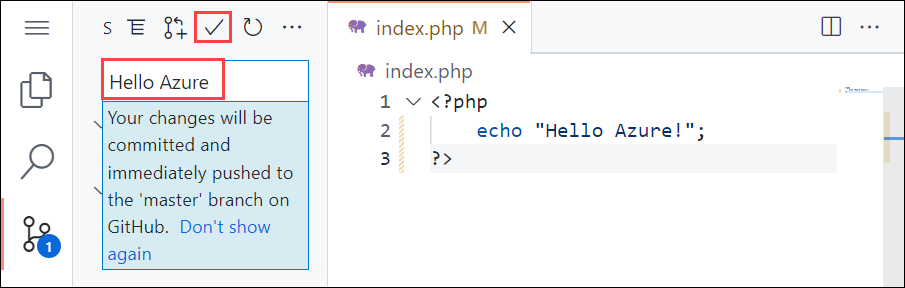 S
Hello Azure
Your changes will be
committed and
immediately pushed to
the 'master' branch on
GitHub. Don't show
again
1
index.php M
index.php
1 <?php
2 echo "Hello Azure!";
3 ?>